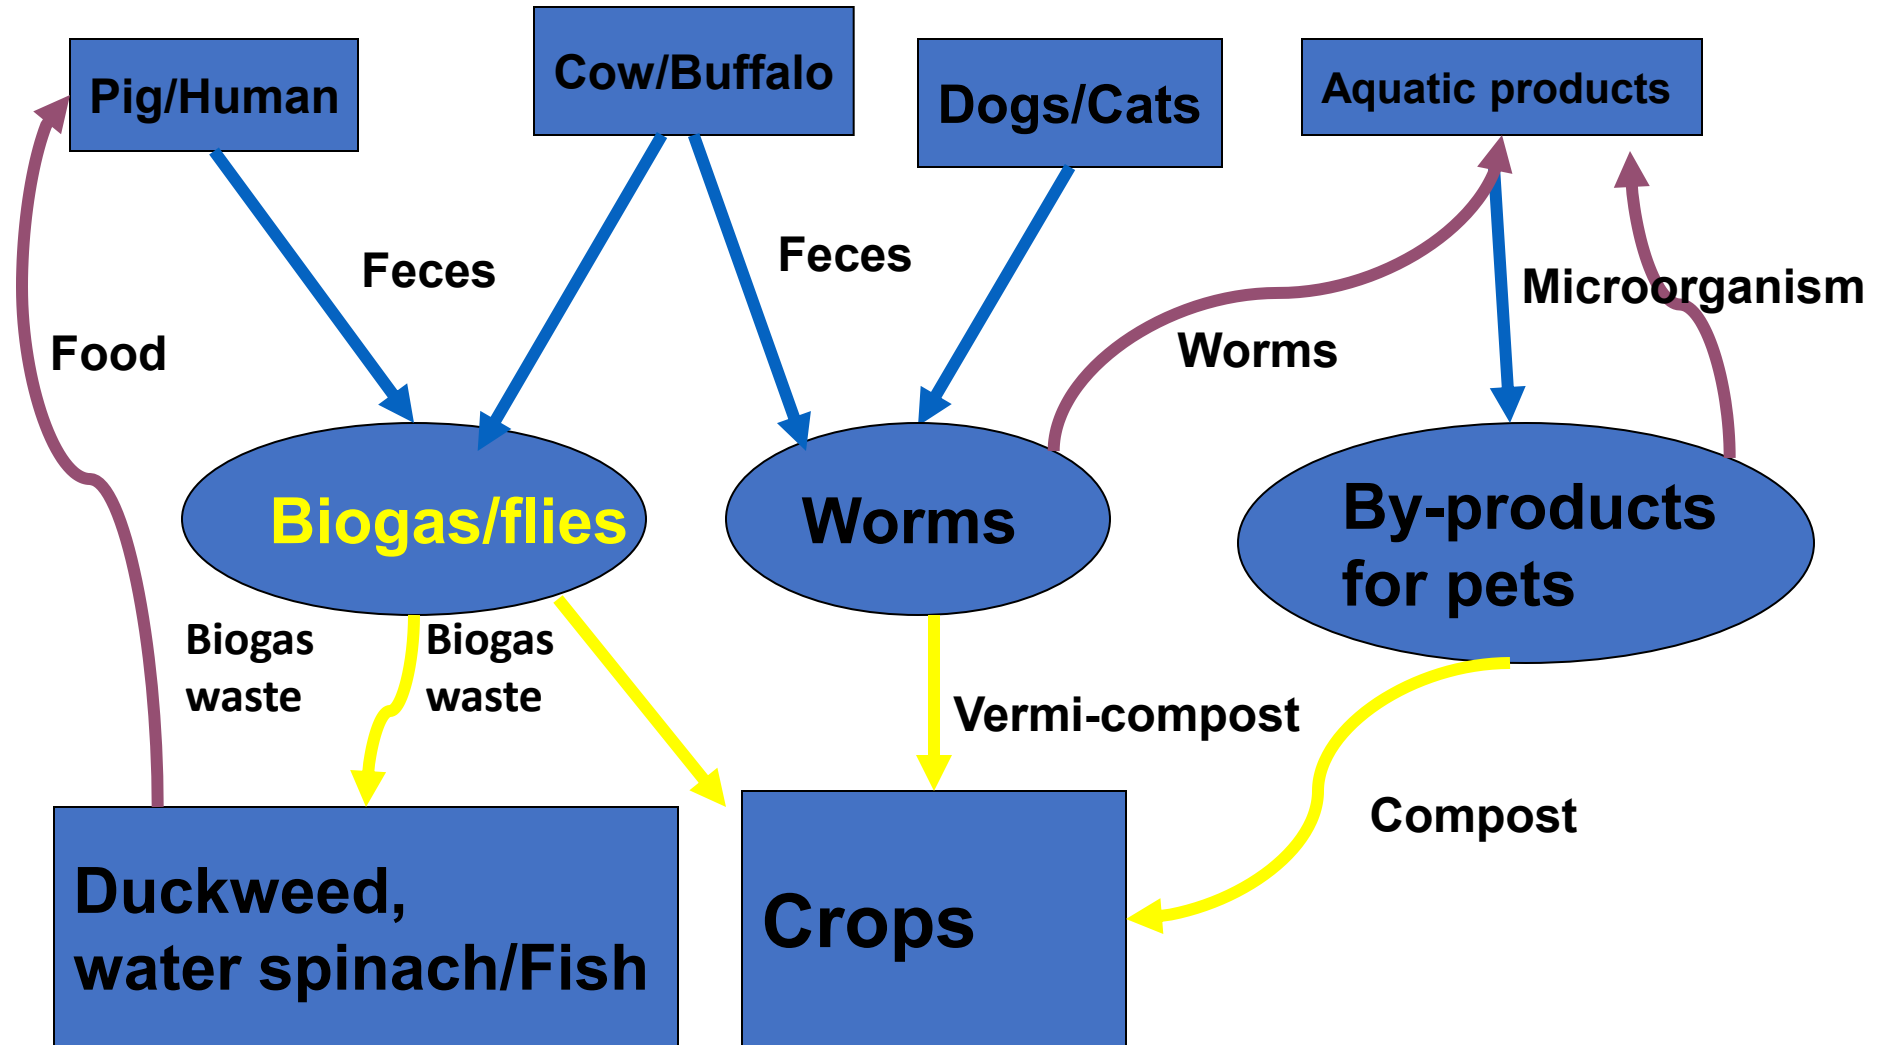 Pig/Human
Cow/Buffalo
Dogs/Cats
Aquatic products
Feces
Feces
Microorganism
Food
Worms
Biogas/flies
Worms
By-products
for pets
Biogas
waste
Biogas
waste
Vermi-compost
Compost
Duckweed,
water spinach/Fish
Crops